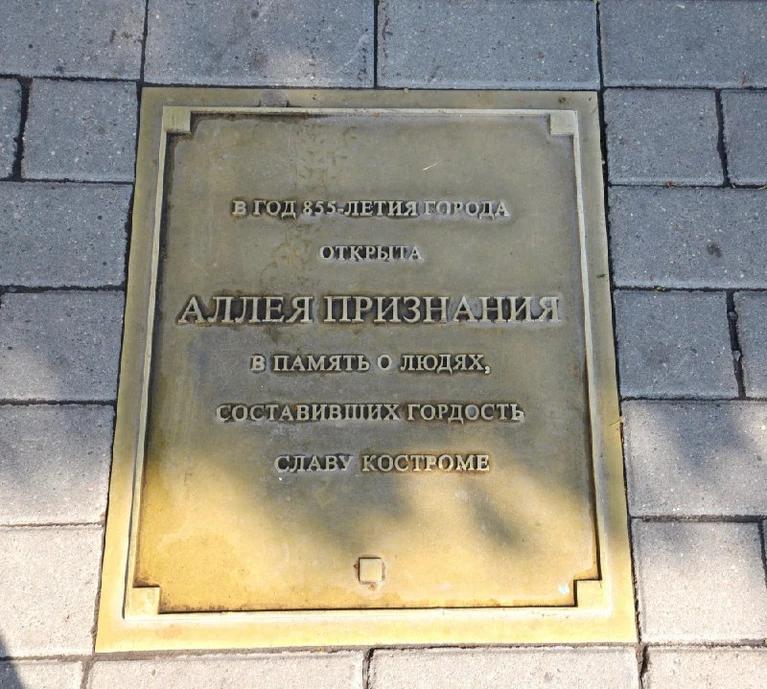 В ГОД 855-ЛЕТИЯ ГОРОДА
ОТКРЫТА
АЛЛЕЯ ПРИЗНАНИЯ
В ПАМЯТЬ О ЛЮДЯХ,
СОСТАВИВШИХ ГОРДОСТЬ
СЛАВУ КОСТРОМЕ